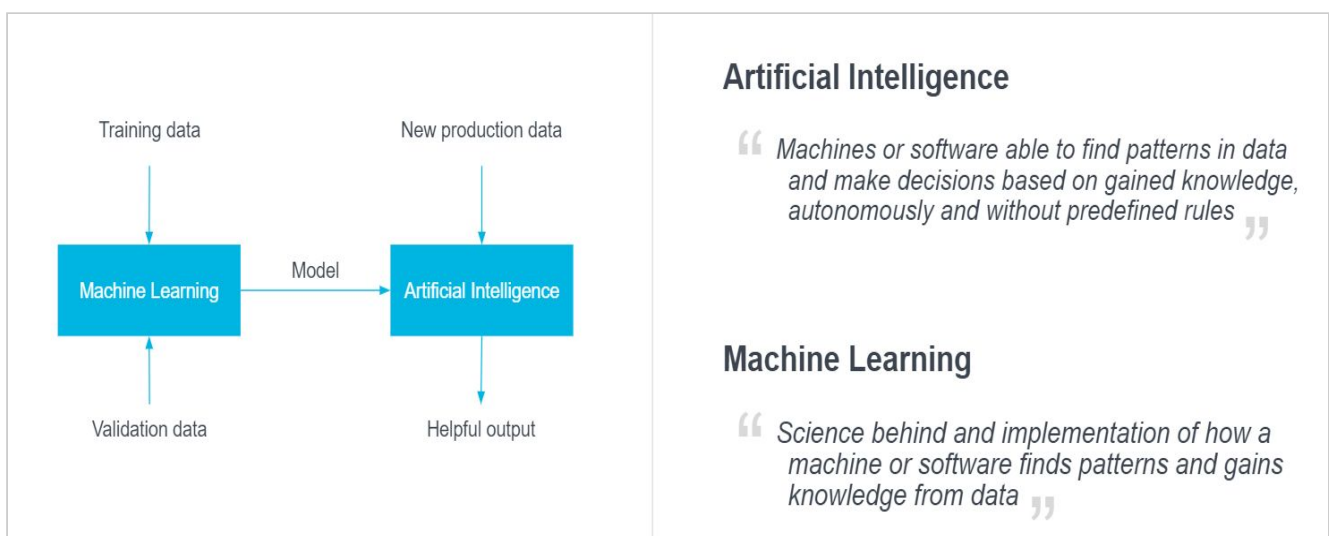 Training data
New production data
Machine Learning
Model
Artificial Intelligence
Validation data
Helpful output
Artificial Intelligence
“ Machines or software able to find patterns in data
and make decisions based on gained knowledge,
autonomously and without predefined rules ”
Machine Learning
“ Science behind and implementation of how a
machine or software finds patterns and gains
knowledge from data ”